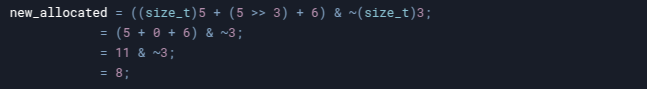 new_allocated = ((size_t)5 + (5 >> 3) + 6) & ~(size_t)3;
= (5 + 0 + 6) & ~3;
= 11 & ~3;
= 8;